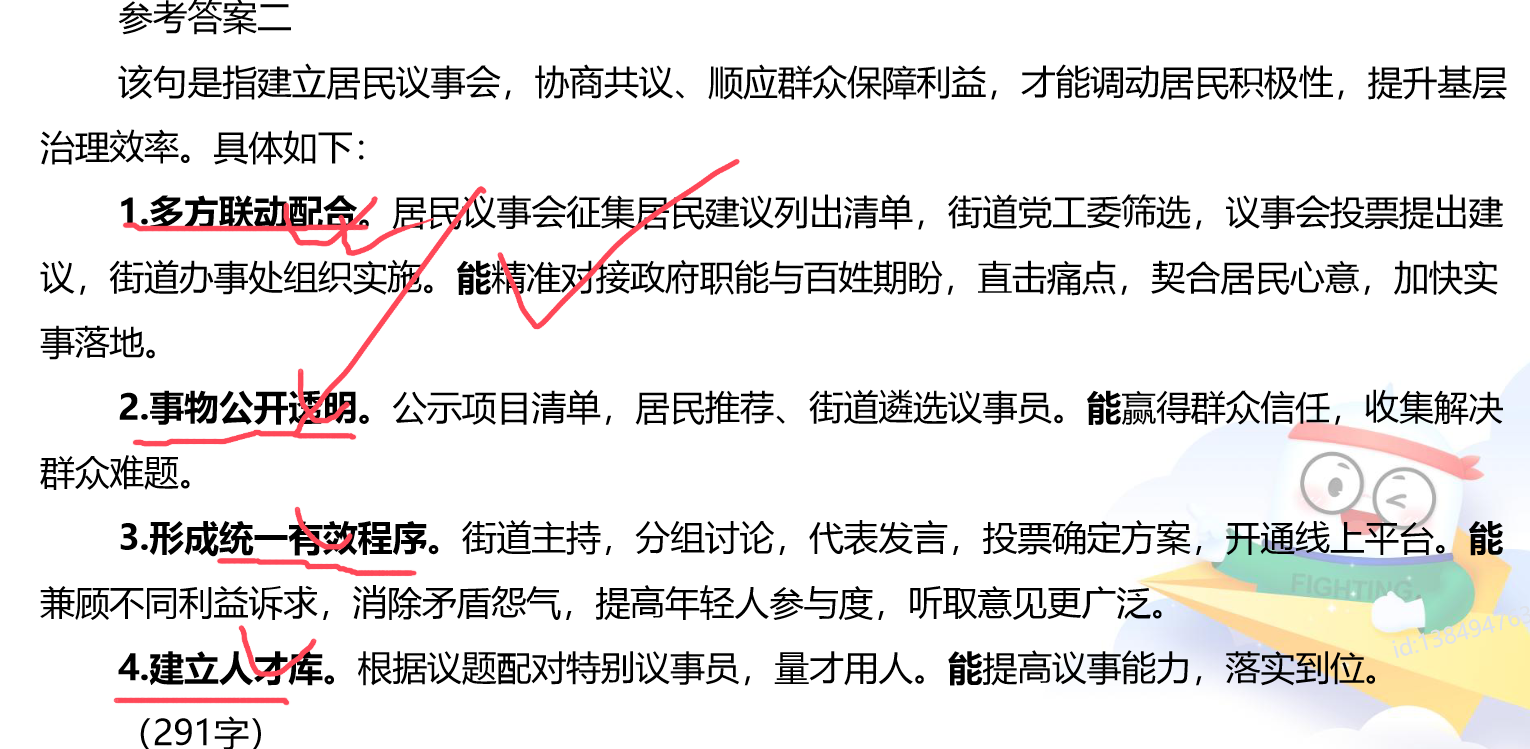 参考答案二
该句是指建立居民议事会，协商共议、顺应群众保障利益，才能调动居民积极性，提升基层
治理效率。具体如下：
1.多方联动配合。居民议事会征集居民建议列出清单，街道党工委筛选，议事会投票提出建
议，街道办事处组织实施。能精准对接政府职能与百姓期盼，直击痛点，契合居民心意，加快实
事落地。
2.事物公开透明。公示项目清单，居民推荐、街道遴选议事员。能赢得群众信任，收集解决
群众难题。
3.形成统一有效程序。街道主持，分组讨论，代表发言，投票确定方案，开通线上平台。能
兼顾不同利益诉求，消除矛盾怨气，提高年轻人参与度，听取意见更广泛。
FIGHTING.
4.建立人才库。根据议题配对特别议事员，量才用人。能提高议事能力，落实到位。
（291字）